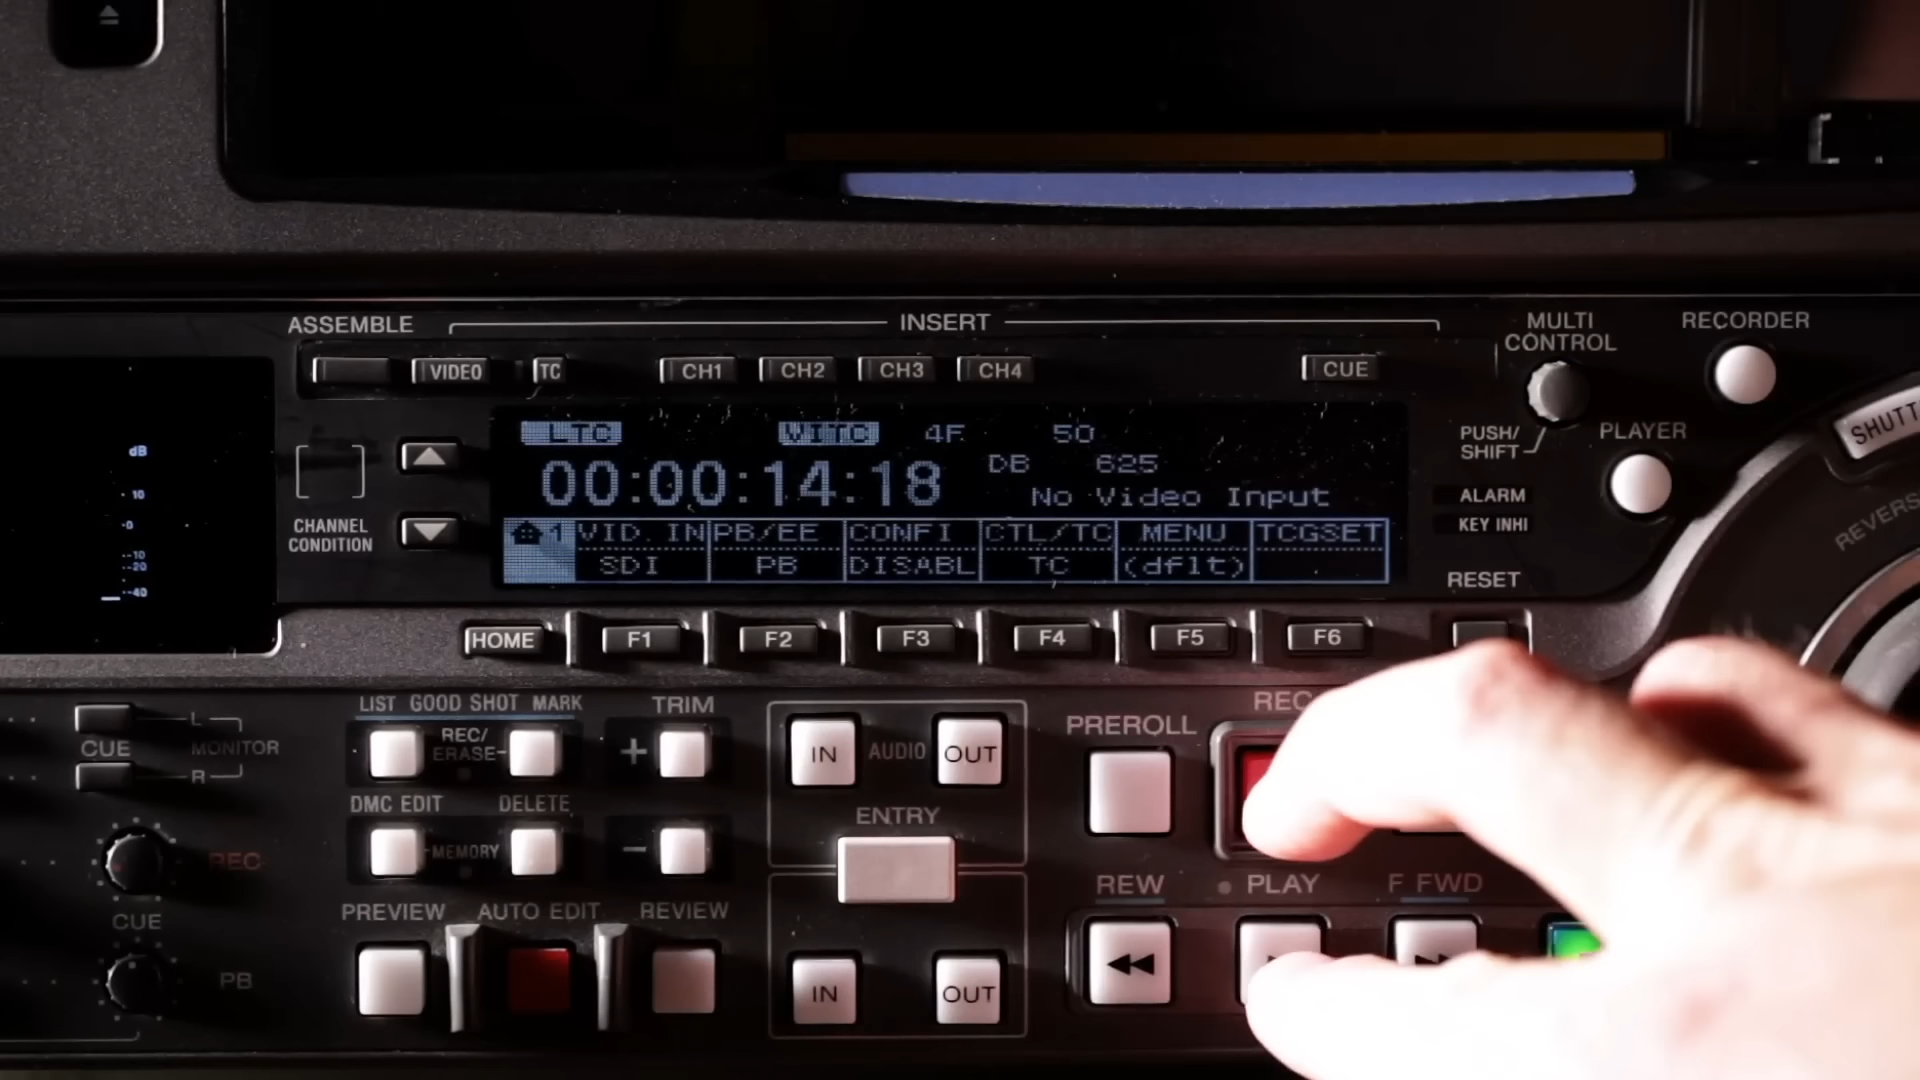 ASSEMBLE
INSERT
VIDEO
TC
CH1
CH2
CH3
CH4
CUE
MULTI
CONTROL
RECORDER
SHUTT
PUSH/
SHIFT
PLAYER
REVERS
ALARM
KEY INHI
RESET
dB
10
-0
-10
-20
-40
CHANNEL
CONDITION
LTC
VITC
4F
50
00:00:14:18
DB
625
No Video Input
1
VID. IN
PB/EE
CONFI
CTL/TC
MENU
TCGSET
SDI
PB
DISABL
TC
(dflt)
HOME
F1
F2
F3
F4
F5
F6
L
CUE
MONITOR
R
REC
CUE
PB
LIST
GOOD SHOT
MARK
REC/
ERASE
DMC EDIT
DELETE
MEMORY
PREVIEW
AUTO EDIT
REVIEW
TRIM
+
−
IN
AUDIO
OUT
ENTRY
IN
OUT
PREROLL
REC
REW
PLAY
F FWD